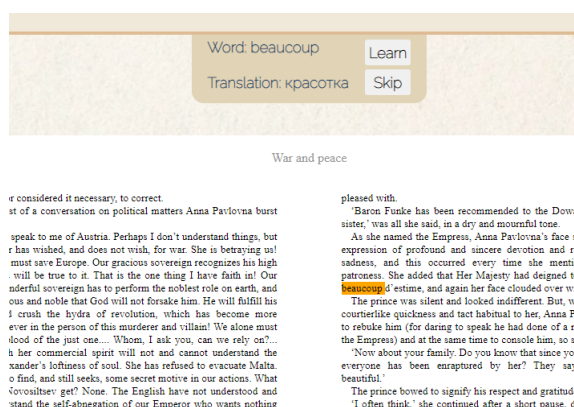 Word: beaucoup
Learn
Translation: красотка
Skip
War and peace
or considered it necessary, to correct.
st of a conversation on political matters Anna Pavlovna burst
speak to me of Austria. Perhaps I don't understand things, but
r has wished, and does not wish, for war. She is betraying us!
must save Europe. Our gracious sovereign recognizes his high
will be true to it. That is the one thing I have faith in! Our
nderful sovereign has to perform the noblest role on earth, and
ous and noble that God will not forsake him. He will fulfill his
d crush the hydra of revolution, which has become more
ever in the person of this murderer and villain! We alone must
blood of the just one.... Whom, I ask you, can we rely on?...
h her commercial spirit will not and cannot understand the
xander's loftiness of soul. She has refused to evacuate Malta.
o find, and still seeks, some secret motive in our actions. What
Novosiltsev get? None. The English have not understood and
rstand the self-abnegation of our Emperor who wants nothing
pleased with.
'Baron Funke has been recommended to the Dow
sister,' was all she said, in a dry and mournful tone.
As she named the Empress, Anna Pavlovna's face s
expression of profound and sincere devotion and r
sadness, and this occurred every time she menti
patroness. She added that Her Majesty had deigned t
beaucoup d'estime, and again her face clouded over w
The prince was silent and looked indifferent. But, w
courtierlike quickness and tact habitual to her, Anna P
to rebuke him (for daring to speak he had done of a r
the Empress) and at the same time to console him, so s
'Now about your family. Do you know that since yo
everyone has been enraptured by her? They say
beautiful.'
The prince bowed to signify his respect and gratitud
'I often think,' she continued after a short pause, d